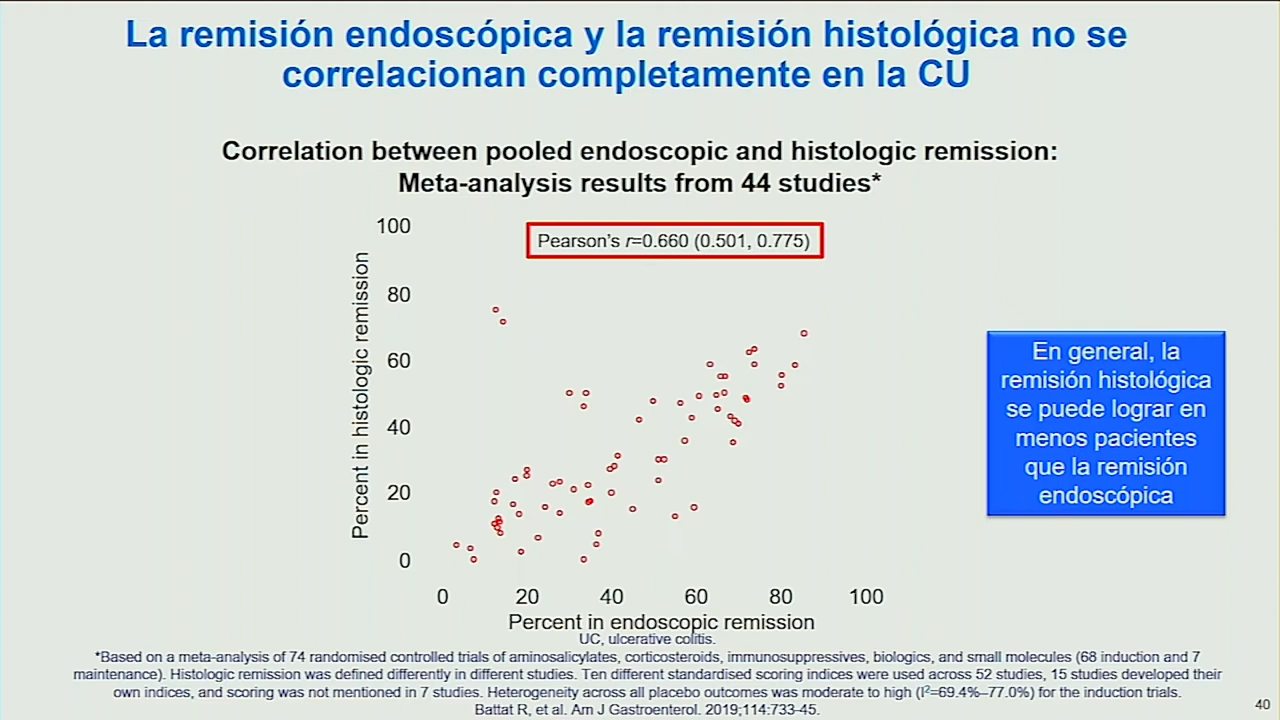 La remisión endoscópica y la remisión histológica no se
correlacionan completamente en la CU
Correlation between pooled endoscopic and histologic remission:
Meta-analysis results from 44 studies*
Pearson's r=0.660 (0.501, 0.775)
Percent in histologic remission
100
80
60
40
20
0
0 20 40 60 80 100
Percent in endoscopic remission
En general, la
remisión histológica
se puede lograr en
menos pacientes
que la remisión
endoscópica
UC, ulcerative colitis.
*Based on a meta-analysis of 74 randomised controlled trials of aminosalicylates, corticosteroids, immunosuppressives, biologics, and small molecules (68 induction and 7
maintenance). Histologic remission was defined differently in different studies. Ten different standardised scoring indices were used across 52 studies, 15 studies developed their
own indices, and scoring was not mentioned in 7 studies. Heterogeneity across all placebo outcomes was moderate to high (I²=69.4%–77.0%) for the induction trials.
Battat R, et al. Am J Gastroenterol. 2019;114:733-45.
40